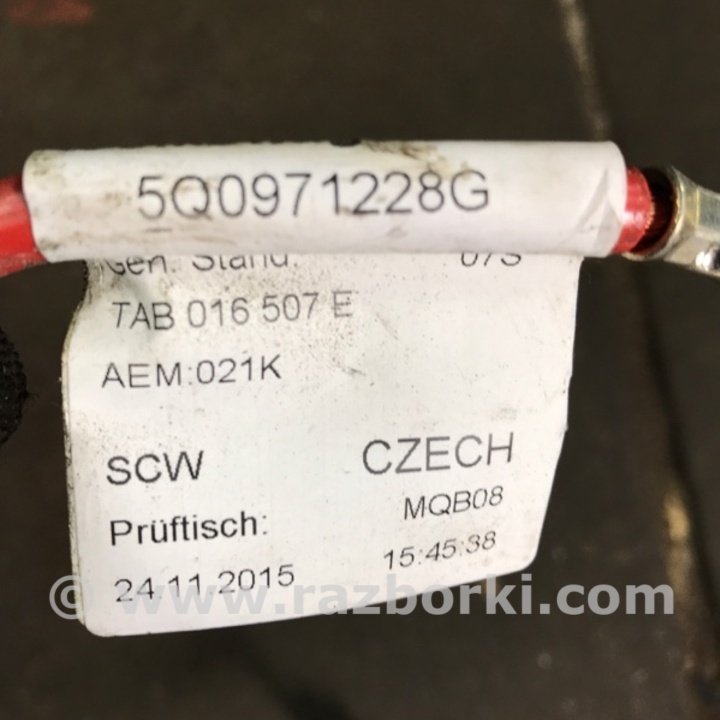 5Q0971228G
Gen. Stand: 07S
TAB 016 507 E
AEM:021K
SCW CZECH
Prüftisch: MQB08
24.11.2015 15:45:38
© www.razborki.com